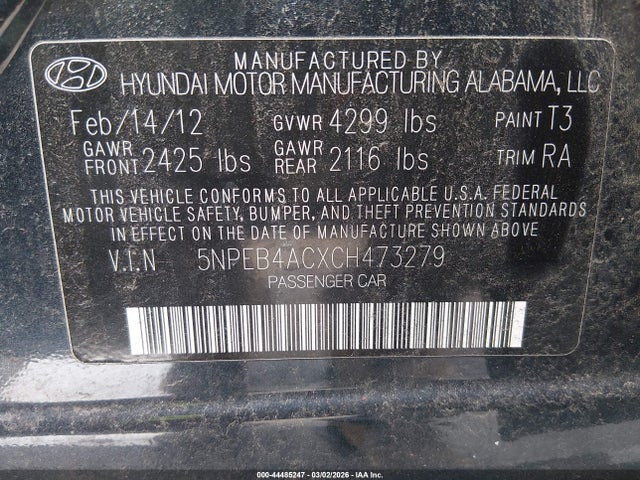 MANUFACTURED BY
HYUNDAI MOTOR MANUFACTURING ALABAMA, LLC
Feb/14/12 GVWR 4299 lbs PAINT T3
GAWR FRONT 2425 lbs GAWR REAR 2116 lbs TRIM RA
THIS VEHICLE CONFORMS TO ALL APPLICABLE U.S.A. FEDERAL
MOTOR VEHICLE SAFETY, BUMPER, AND THEFT PREVENTION STANDARDS
IN EFFECT ON THE DATE OF MANUFACTURE SHOWN ABOVE
V.I.N 5NPEB4ACXCH473279
PASSENGER CAR
000-44485247 - 03/02/2026 - IAA Inc.